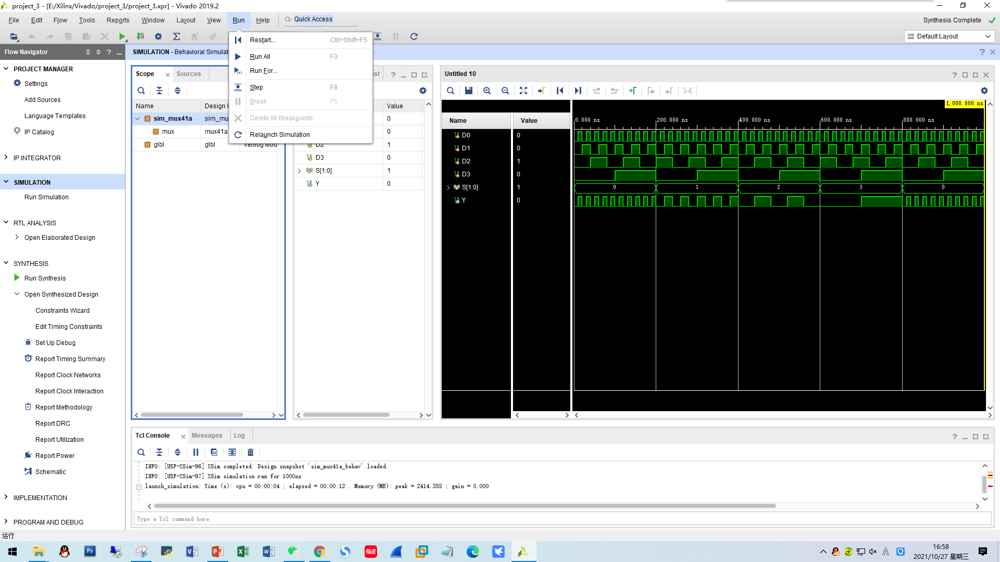 project_3 - [E:/Xilinx/Vivado/project_3/project_3.xpr] - Vivado 2019.2
File Edit Flow Tools Reports Window Layout View Run Help Quick Access Synthesis Complete
Default Layout
Restart... Ctrl+Shift+F5
Run All F3
Run For...
Step F8
Break F5
Delete All Breakpoints
Relaunch Simulation
Flow Navigator ? 
PROJECT MANAGER
Settings
Add Sources
Language Templates
IP Catalog
IP INTEGRATOR
SIMULATION
Run Simulation
RTL ANALYSIS
Open Elaborated Design
SYNTHESIS
Run Synthesis
Open Synthesized Design
Constraints Wizard
Edit Timing Constraints
Set Up Debug
Report Timing Summary
Report Clock Networks
Report Clock Interaction
Report Methodology
Report DRC
Report Utilization
Report Power
Schematic
IMPLEMENTATION
PROGRAM AND DEBUG
运行
SIMULATION - Behavioral Simulat
Scope Sources
Name Design U
sim_mux41a sim_mu
mux mux41a
glbl glbl Verilog Mod
Value
0
0
D2 1
D3 0
S[1:0] 1
Y 0
Untitled 10
1,000.000 ns
Name Value
0.000 ns 200.000 ns 400.000 ns 600.000 ns 800.000 ns
D0 0
D1 0
D2 1
D3 0
S[1:0] 1 0 1 2 3 0
Y 0
Tcl Console Messages Log
INFO: [USF-XSim-96] XSim completed. Design snapshot 'sim_mux41a_behav' loaded.
INFO: [USF-XSim-97] XSim simulation ran for 1000ns
launch_simulation: Time (s): cpu = 00:00:04 ; elapsed = 00:00:12 . Memory (MB): peak = 2414.355 ; gain = 0.000
Type a Tcl command here
16:58
2021/10/27 星期三